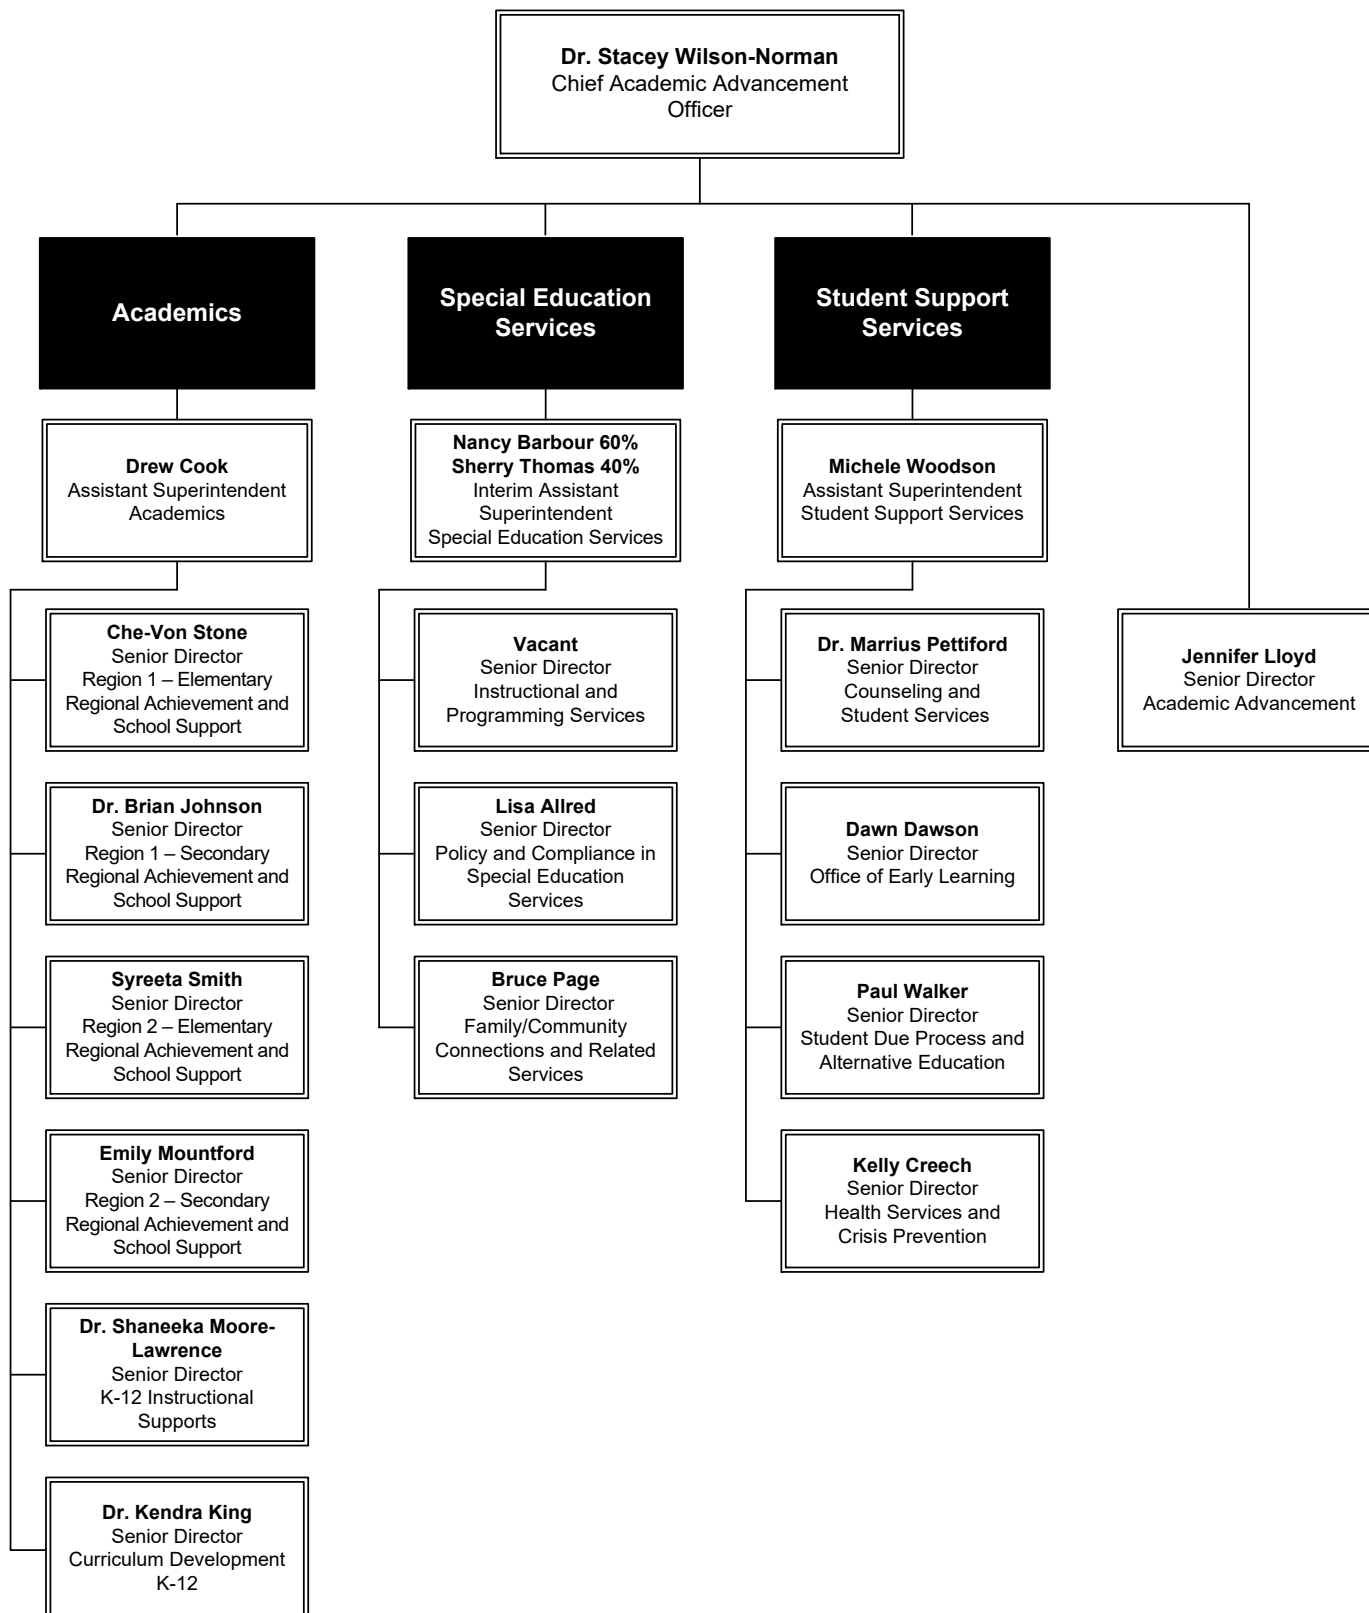 Dr. Stacey Wilson-Norman
Chief Academic Advancement
Officer
Academics
Special Education
Services
Student Support
Services
Drew Cook
Assistant Superintendent
Academics
Nancy Barbour 60%
Sherry Thomas 40%
Interim Assistant
Superintendent
Special Education Services
Michele Woodson
Assistant Superintendent
Student Support Services
Che-Von Stone
Senior Director
Region 1 – Elementary
Regional Achievement and
School Support
Dr. Brian Johnson
Senior Director
Region 1 – Secondary
Regional Achievement and
School Support
Syreeta Smith
Senior Director
Region 2 – Elementary
Regional Achievement and
School Support
Emily Mountford
Senior Director
Region 2 – Secondary
Regional Achievement and
School Support
Dr. Shaneeka Moore-
Lawrence
Senior Director
K-12 Instructional
Supports
Dr. Kendra King
Senior Director
Curriculum Development
K-12
Vacant
Senior Director
Instructional and
Programming Services
Lisa Allred
Senior Director
Policy and Compliance in
Special Education
Services
Bruce Page
Senior Director
Family/Community
Connections and Related
Services
Dr. Marrius Pettiford
Senior Director
Counseling and
Student Services
Dawn Dawson
Senior Director
Office of Early Learning
Paul Walker
Senior Director
Student Due Process and
Alternative Education
Kelly Creech
Senior Director
Health Services and
Crisis Prevention
Jennifer Lloyd
Senior Director
Academic Advancement